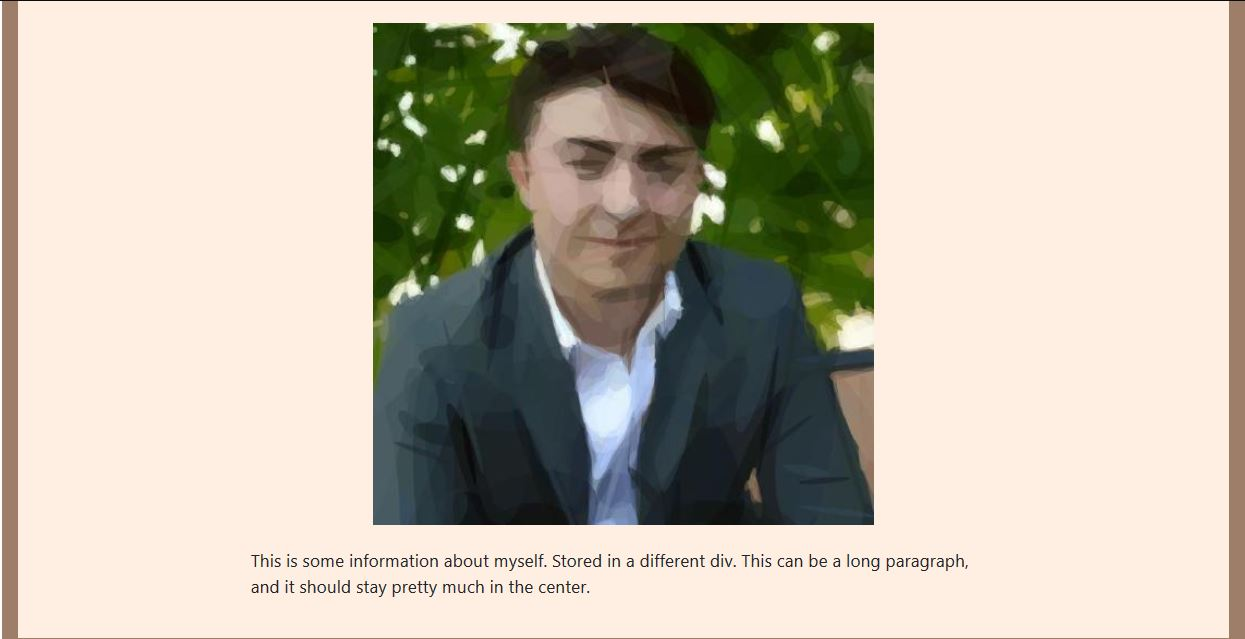 This is some information about myself. Stored in a different div. This can be a long paragraph,
and it should stay pretty much in the center.